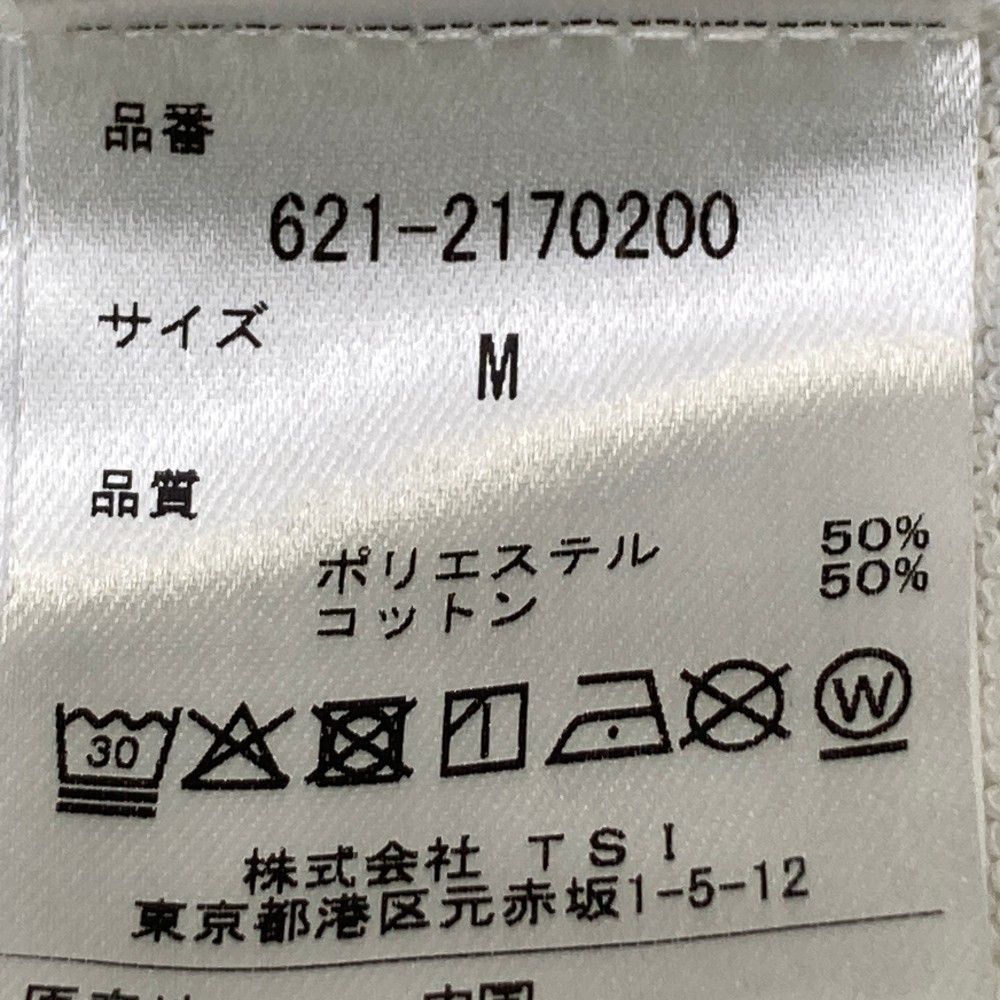 品番
621-2170200
サイズ
M
品質
ポリエステル 50%
コットン 50%
30 W
株式会社 TSI
東京都港区元赤坂1-5-12